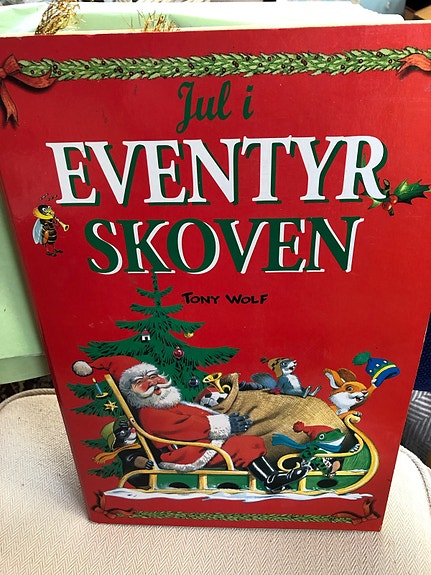 Jul i
EVENTYR
SKOVEN
TONY WOLF